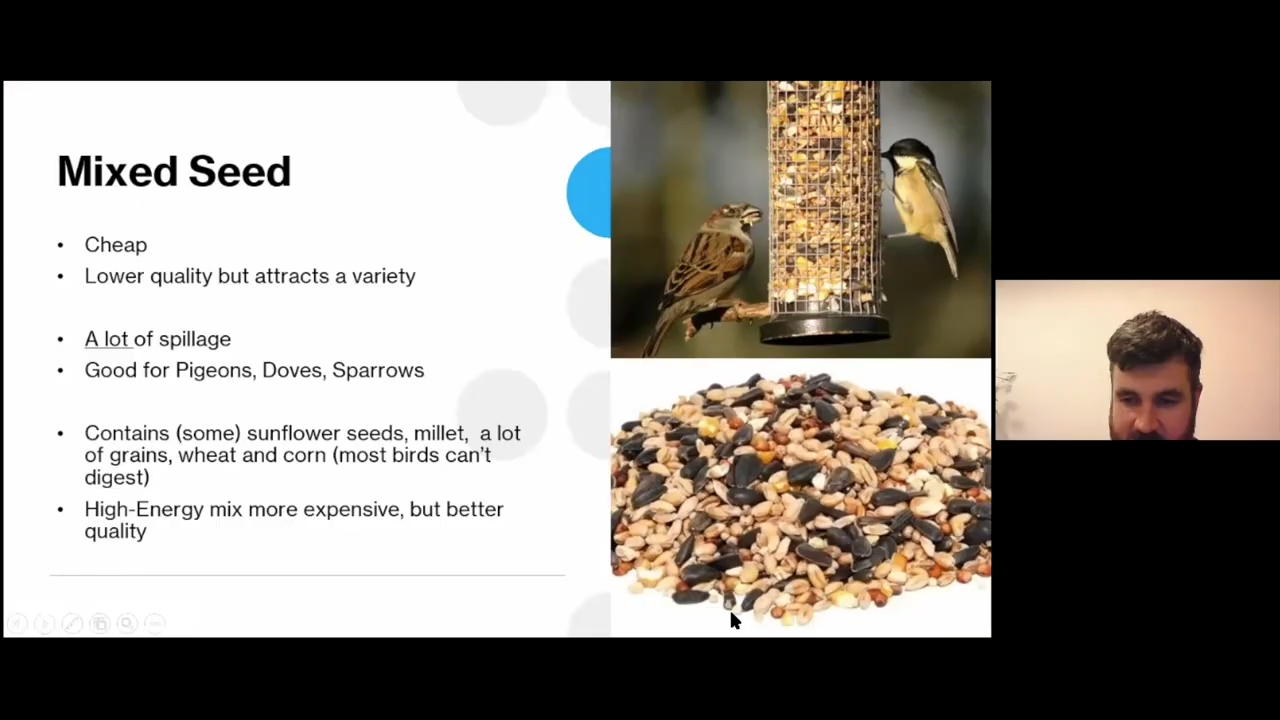 Mixed Seed
• Cheap
• Lower quality but attracts a variety
• A lot of spillage
• Good for Pigeons, Doves, Sparrows
• Contains (some) sunflower seeds, millet,  a lot
of grains, wheat and corn (most birds can't
digest)
• High-Energy mix more expensive, but better
quality